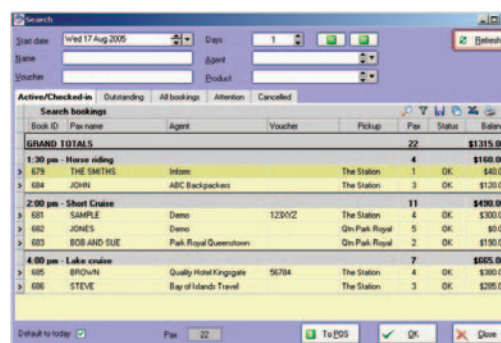 Search
Start date Wed 17 Aug 2005 Days 1 Refresh
Name Agent
Voucher Product
Active/Checked-in Outstanding All bookings Attention Cancelled
Search bookings
Book ID Pax name Agent Voucher Pickup Pax Status Balan
GRAND TOTALS 22 $1315.0
1:30 pm - Horse riding 4 $160.0
679 THE SMITHS Inform The Station 1 OK $40.0
684 JOHN ABC Backpackers The Station 3 OK $120.0
2:00 pm - Short Cruise 11 $490.0
681 SAMPLE Demo 123XYZ The Station 4 OK $300.0
682 JONES Demo Qtn Park Royal 5 OK $0.0
683 BOB AND SUE Park Royal Queenstown Qtn Park Royal 2 OK $190.0
4:00 pm - Lake cruise 7 $665.0
685 BROWN Quality Hotel Kingsgate 56784 The Station 4 OK $380.0
686 STEVE Bay of Islands Travel The Station 3 OK $285.0
Default to today Pax 22 To POS OK Close